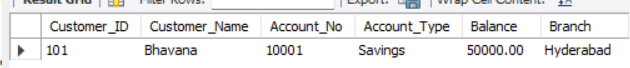 Result Grid Filter Rows: Export: Wrap Cell Content:
Customer_ID Customer_Name Account_No Account_Type Balance Branch
101 Bhavana 10001 Savings 50000.00 Hyderabad